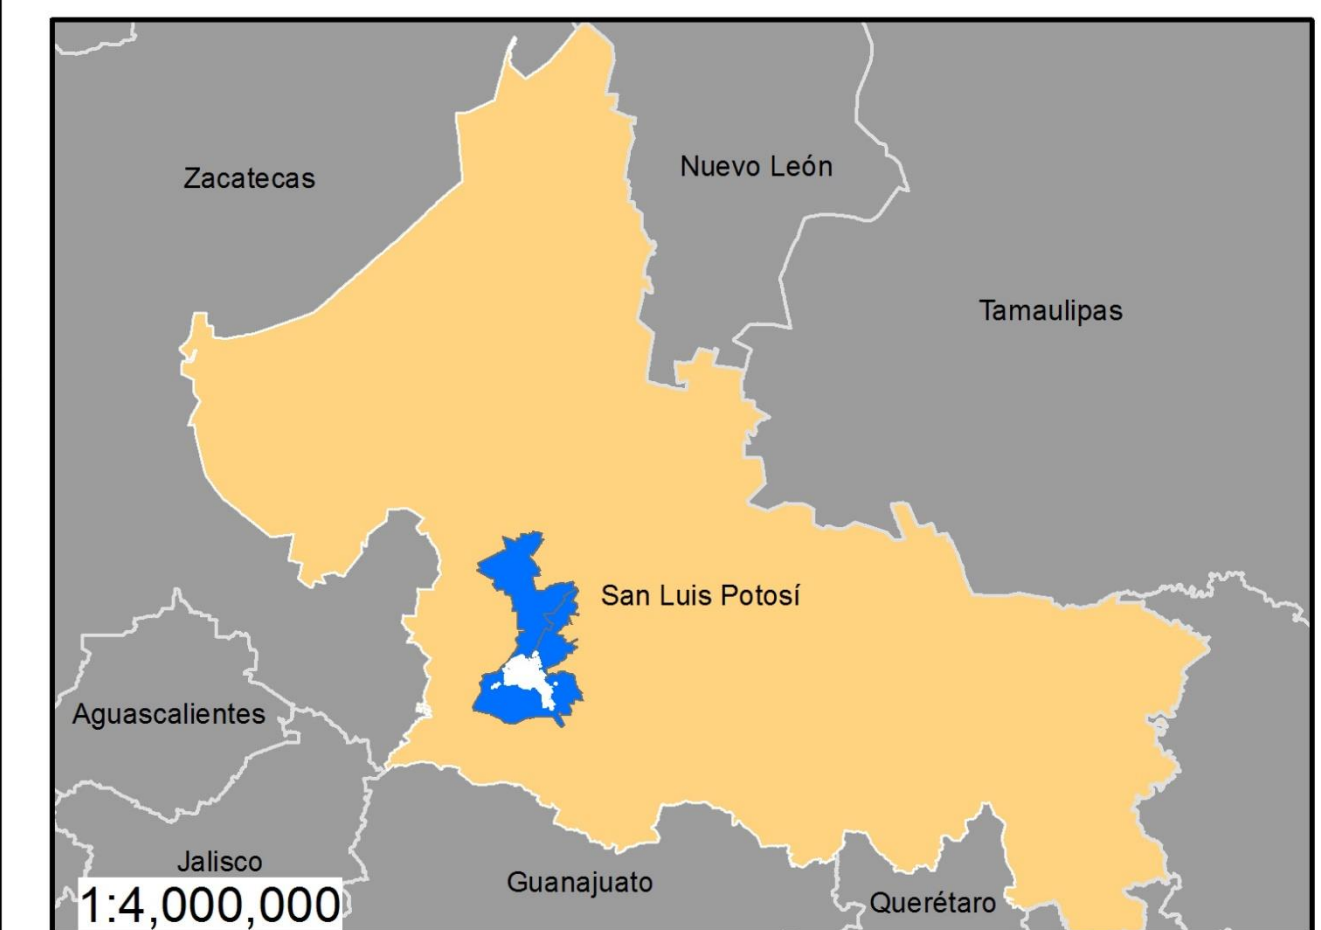 Nuevo León
Zacatecas
Tamaulipas
San Luis Potosí
Aguascalientes
Jalisco
Guanajuato
Querétaro
1:4,000,000